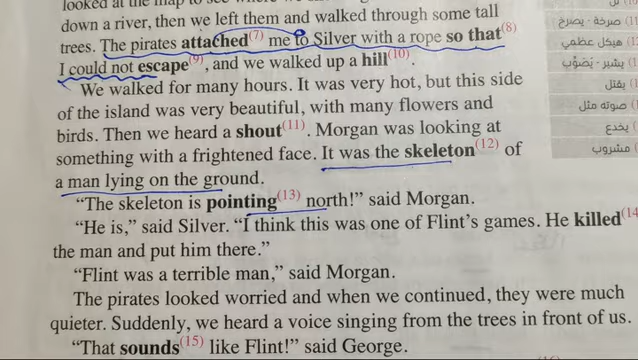 looked at the map to see where
down a river, then we left them and walked through some tall
trees. The pirates attached(7) me to Silver with a rope so that(8)
I could not escape(9), and we walked up a hill(10).
We walked for many hours. It was very hot, but this side
of the island was very beautiful, with many flowers and
birds. Then we heard a shout(11). Morgan was looking at
something with a frightened face. It was the skeleton(12) of
a man lying on the ground.
“The skeleton is pointing(13) north!” said Morgan.
“He is,” said Silver. “I think this was one of Flint’s games. He killed(14
the man and put him there.”
“Flint was a terrible man,” said Morgan.
The pirates looked worried and when we continued, they were much
quieter. Suddenly, we heard a voice singing from the trees in front of us.
“That sounds(15) like Flint!” said George.
صرخة - يصرخ
هيكل عظمي
يشير - يصوّب
يقتل
صوته مثل
يخدع
مشروب